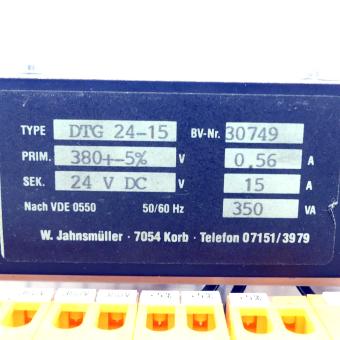 TYPE DTG 24-15 BV-Nr. 30749
PRIM. 380+-5% V 0,56 A
SEK. 24 V DC V 15 A
Nach VDE 0550 50/60 Hz 350 VA
W. Jahnsmüller · 7054 Korb · Telefon 07151/3979